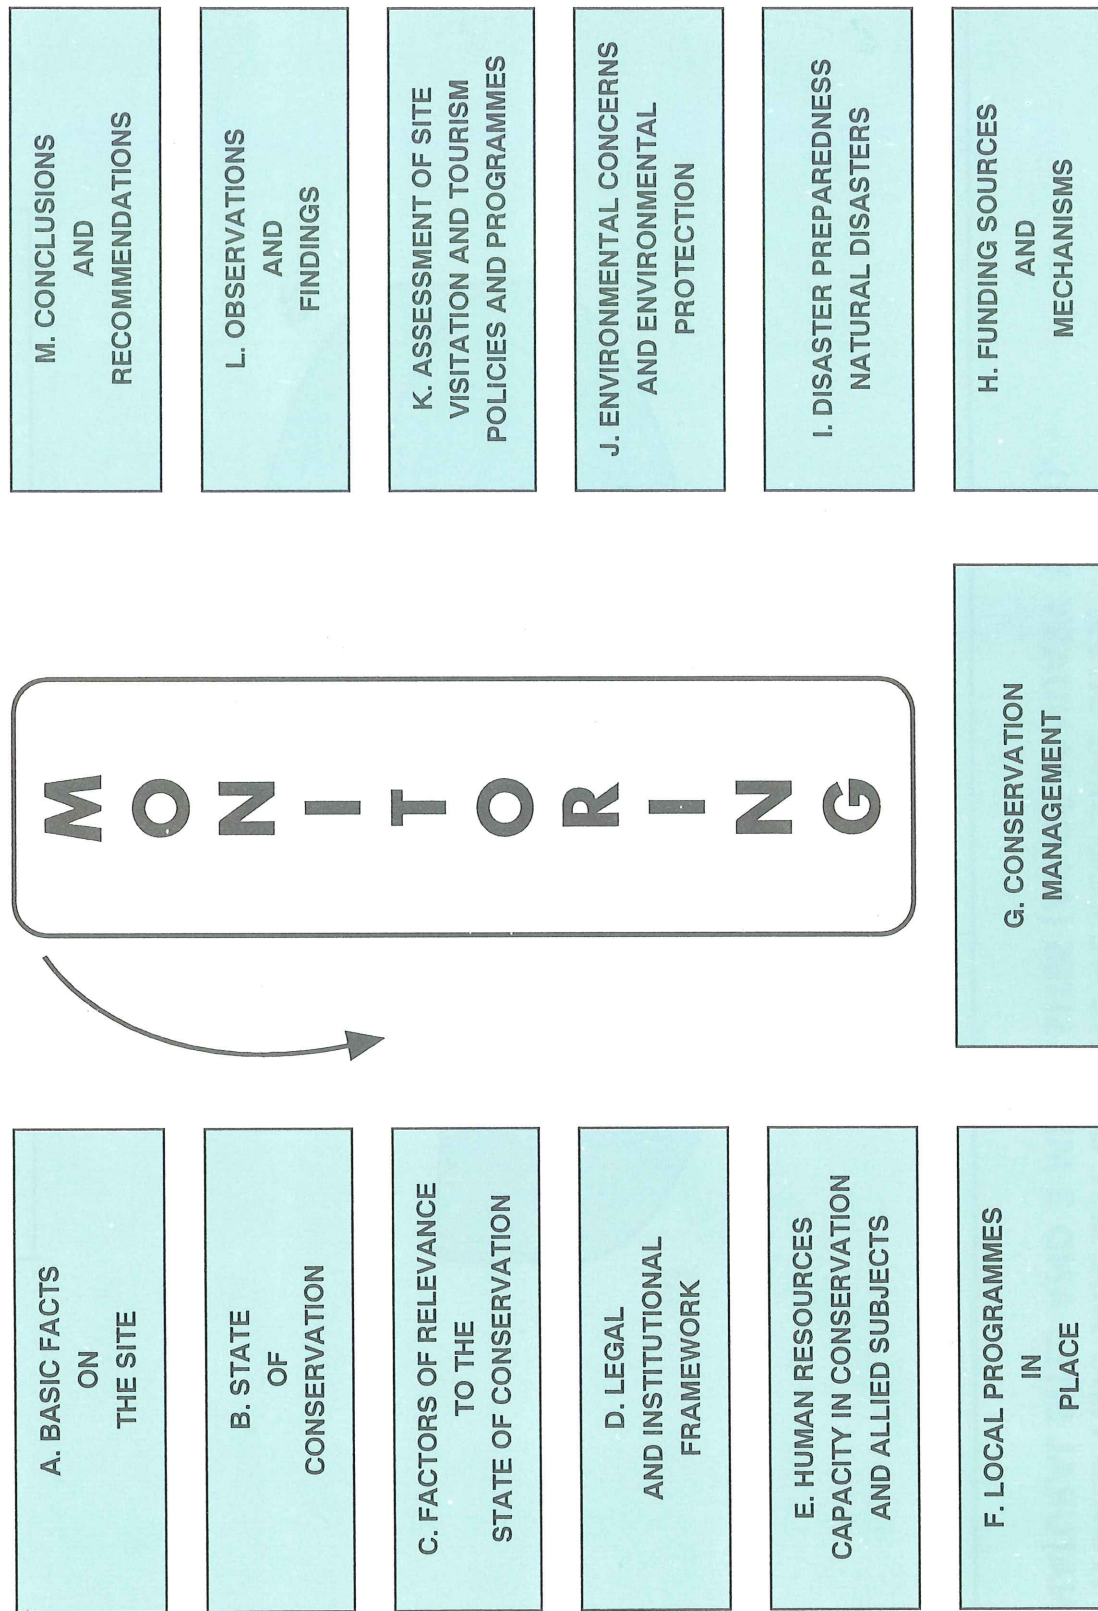 A. BASIC FACTS
ON
THE SITE
B. STATE
OF
CONSERVATION
C. FACTORS OF RELEVANCE
TO THE
STATE OF CONSERVATION
D. LEGAL
AND INSTITUTIONAL
FRAMEWORK
E. HUMAN RESOURCES
CAPACITY IN CONSERVATION
AND ALLIED SUBJECTS
F. LOCAL PROGRAMMES
IN
PLACE
MONITORING
G. CONSERVATION
MANAGEMENT
H. FUNDING SOURCES
AND
MECHANISMS
I. DISASTER PREPAREDNESS
NATURAL DISASTERS
J. ENVIRONMENTAL CONCERNS
AND ENVIRONMENTAL
PROTECTION
K. ASSESSMENT OF SITE
VISITATION AND TOURISM
POLICIES AND PROGRAMMES
L. OBSERVATIONS
AND
FINDINGS
M. CONCLUSIONS
AND
RECOMMENDATIONS